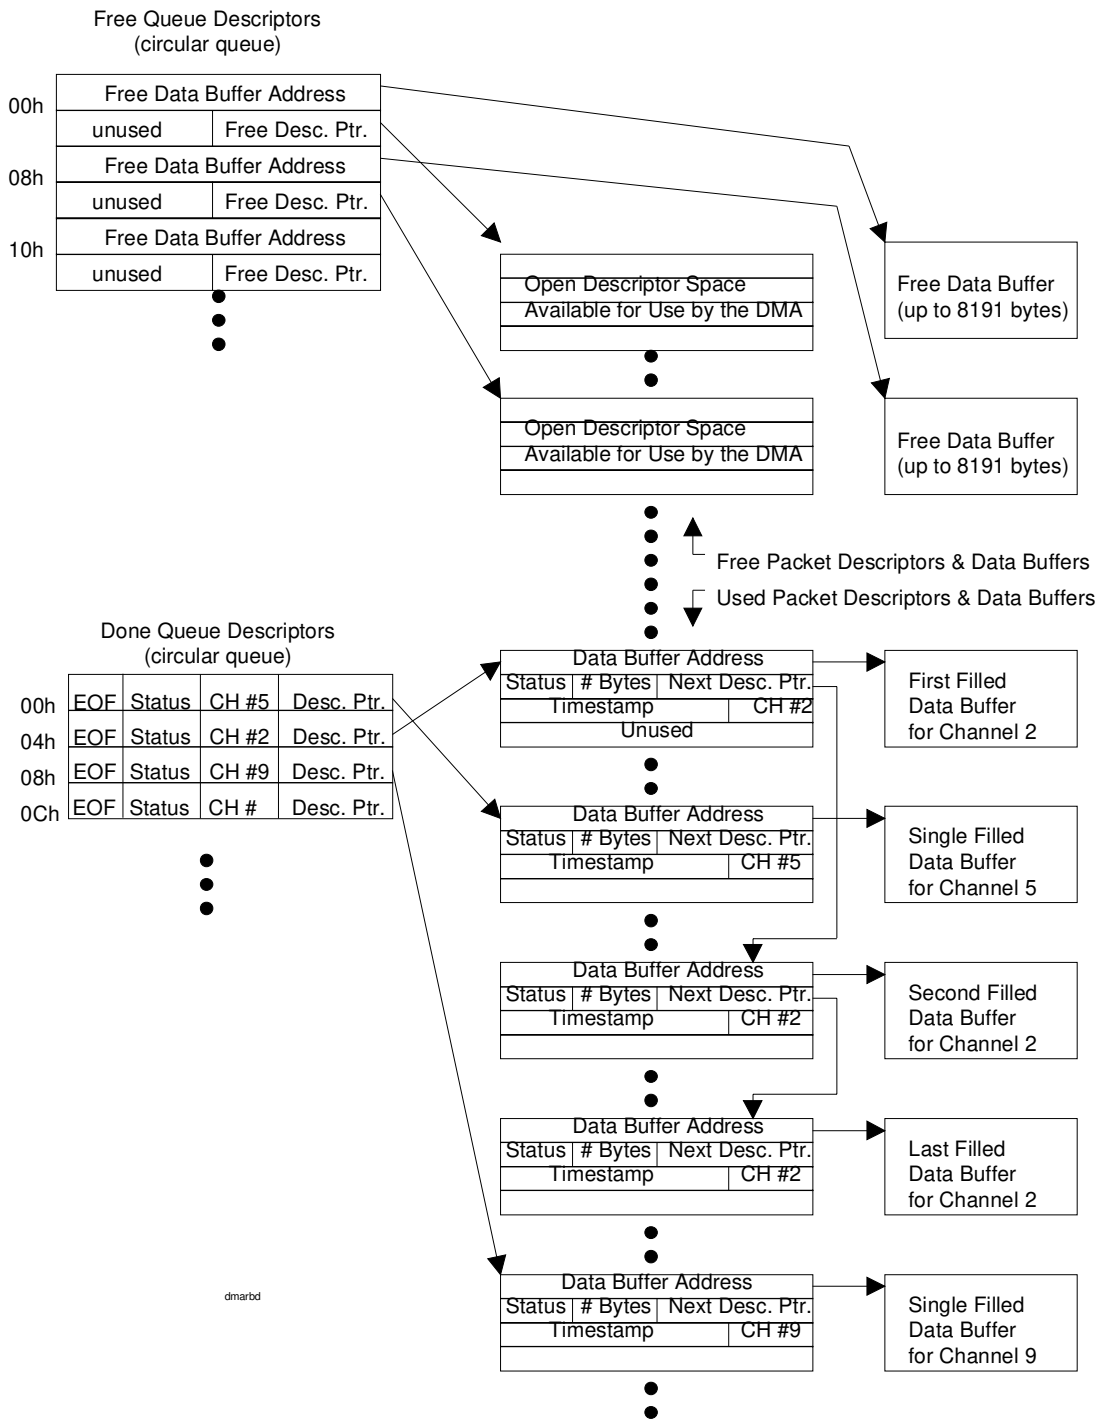 Free Queue Descriptors
(circular queue)
00h
Free Data Buffer Address
unused Free Desc. Ptr.
08h
Free Data Buffer Address
unused Free Desc. Ptr.
10h
Free Data Buffer Address
unused Free Desc. Ptr.
Open Descriptor Space
Available for Use by the DMA
Free Data Buffer
(up to 8191 bytes)
Open Descriptor Space
Available for Use by the DMA
Free Data Buffer
(up to 8191 bytes)
Free Packet Descriptors & Data Buffers
Used Packet Descriptors & Data Buffers
Done Queue Descriptors
(circular queue)
00h EOF Status CH #5 Desc. Ptr.
04h EOF Status CH #2 Desc. Ptr.
08h EOF Status CH #9 Desc. Ptr.
0Ch EOF Status CH # Desc. Ptr.
Data Buffer Address
Status # Bytes Next Desc. Ptr.
Timestamp CH #2
Unused
First Filled
Data Buffer
for Channel 2
Data Buffer Address
Status # Bytes Next Desc. Ptr.
Timestamp CH #5
Single Filled
Data Buffer
for Channel 5
Data Buffer Address
Status # Bytes Next Desc. Ptr.
Timestamp CH #2
Second Filled
Data Buffer
for Channel 2
Data Buffer Address
Status # Bytes Next Desc. Ptr.
Timestamp CH #2
Last Filled
Data Buffer
for Channel 2
Data Buffer Address
Status # Bytes Next Desc. Ptr.
Timestamp CH #9
Single Filled
Data Buffer
for Channel 9
dmarbd